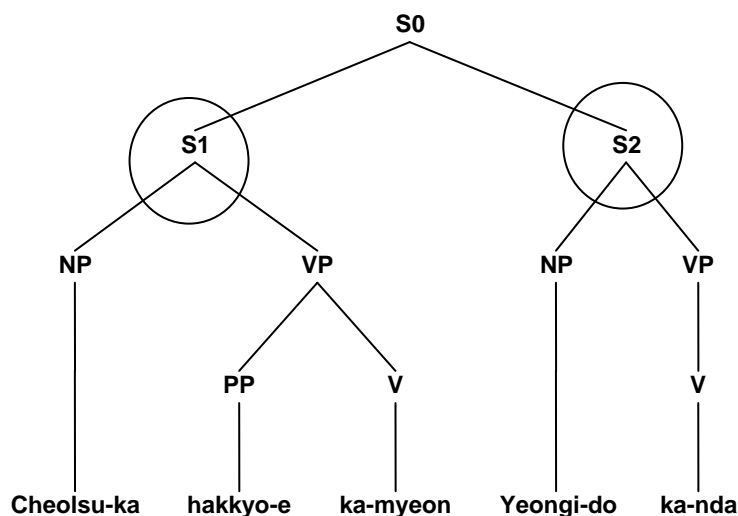 S0
S1 S2
NP VP NP VP
PP V V
Cheolsu-ka hakkyo-e ka-myeon Yeongi-do ka-nda